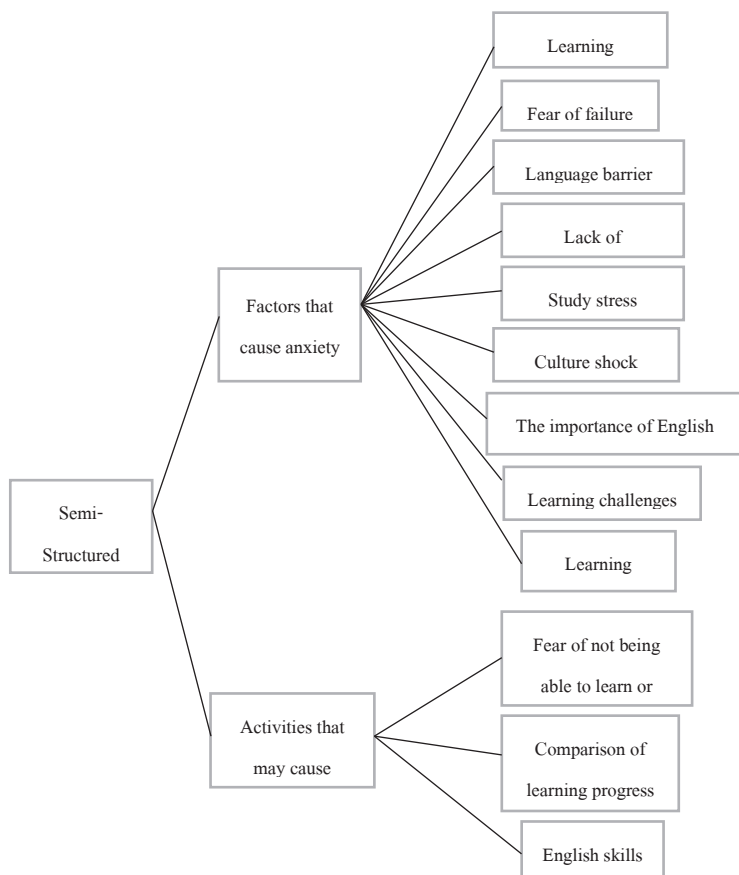 Learning
Fear of failure
Language barrier
Lack of
Study stress
Factors that
cause anxiety
Culture shock
The importance of English
Learning challenges
Semi-
Structured
Learning
Fear of not being
able to learn or
Activities that
may cause
Comparison of
learning progress
English skills